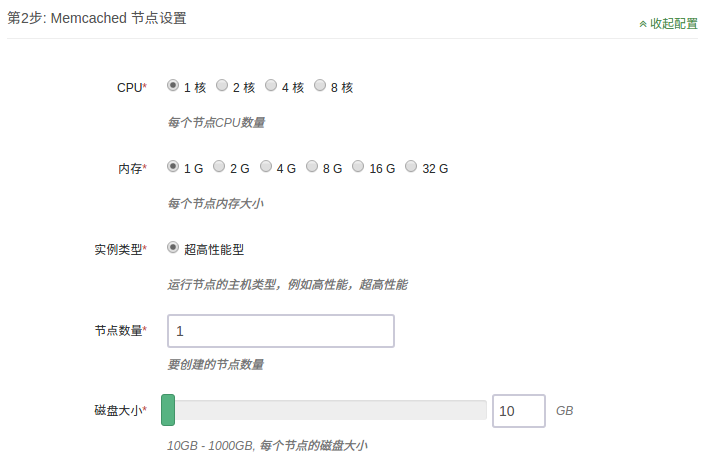 第2步: Memcached 节点设置
收起配置
CPU* 1 核 2 核 4 核 8 核
每个节点CPU数量
内存* 1 G 2 G 4 G 8 G 16 G 32 G
每个节点内存大小
实例类型* 超高性能型
运行节点的主机类型，例如高性能，超高性能
节点数量* 1
要创建的节点数量
磁盘大小* 10 GB
10GB - 1000GB, 每个节点的磁盘大小